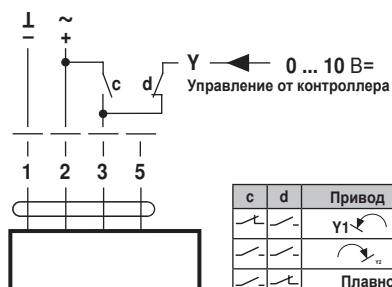 ⊥ ~
– +
c d Y 0 ... 10 В=
Управление от контроллера
1 2 3 5
c d Привод
Y1
Y2
Плавно